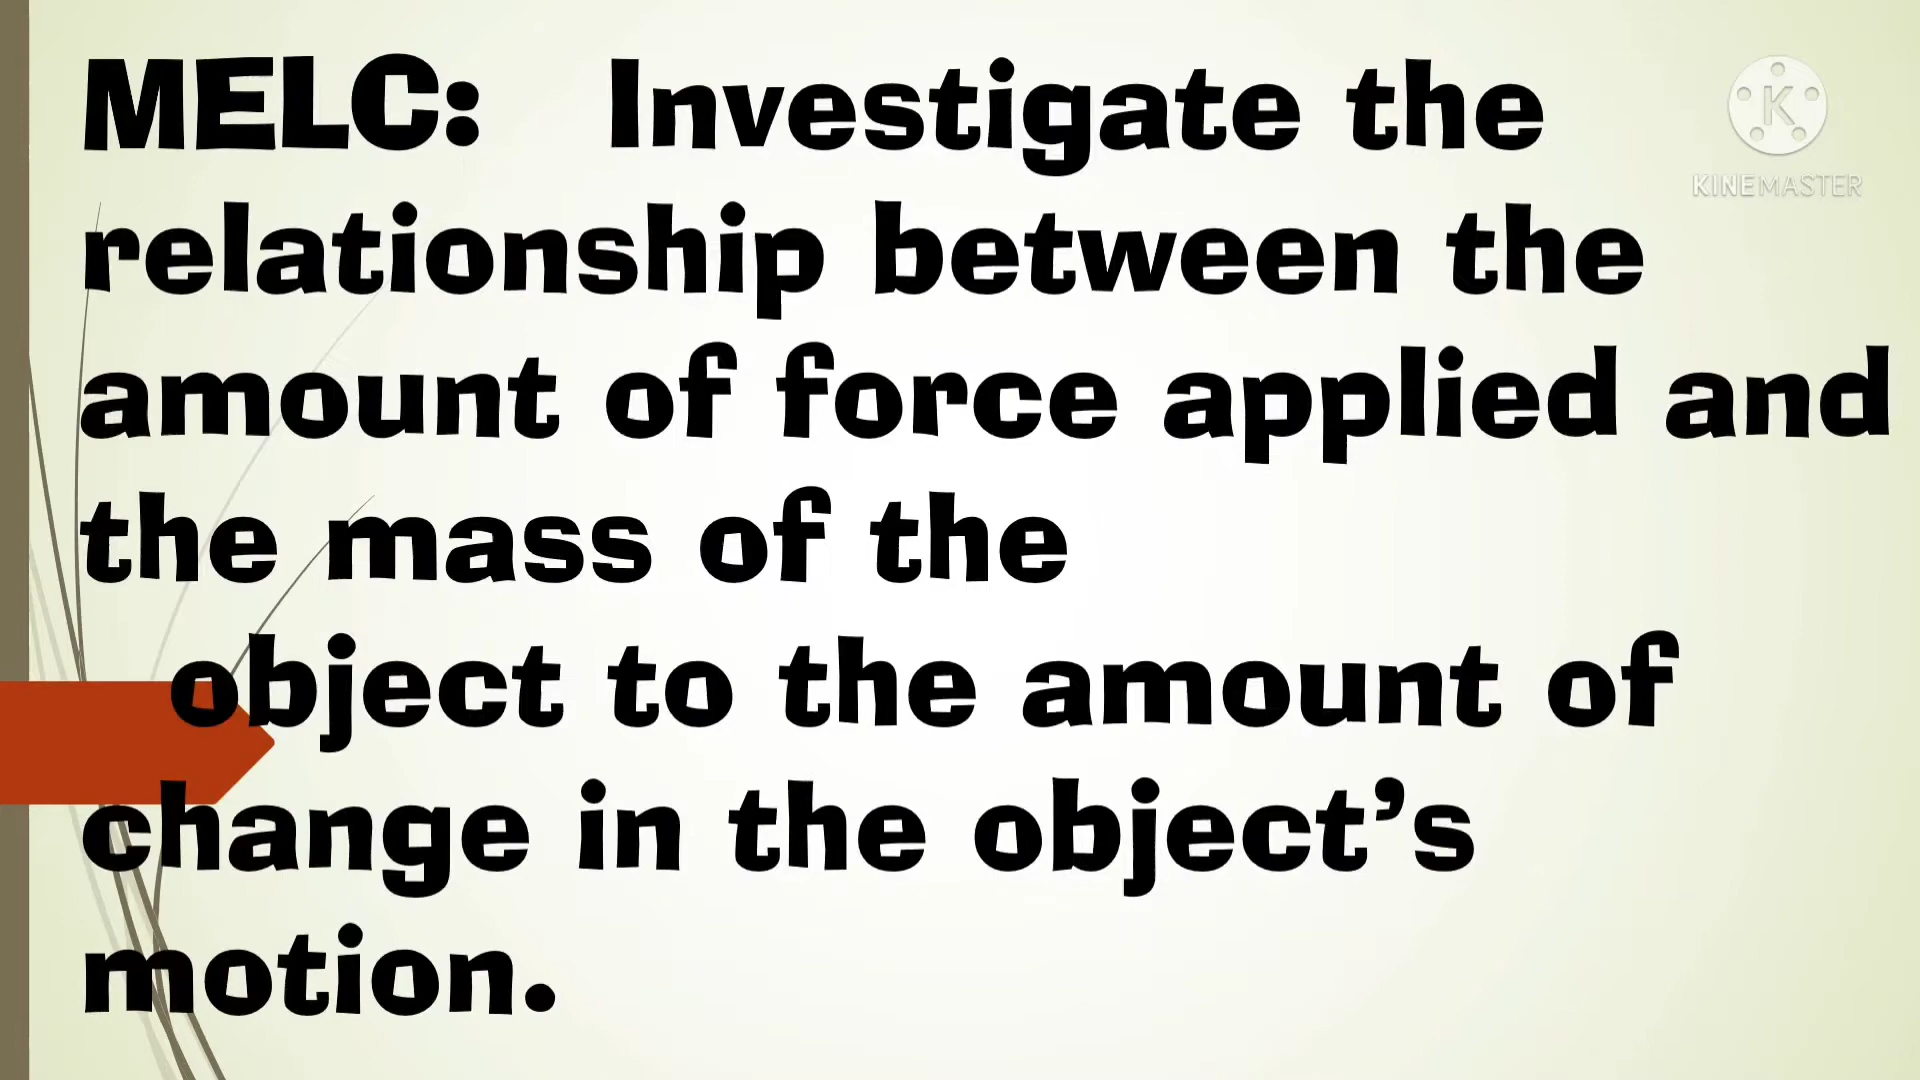 MELC: Investigate the
relationship between the
amount of force applied and
the mass of the
object to the amount of
change in the object’s
motion.
K
KINEMASTER